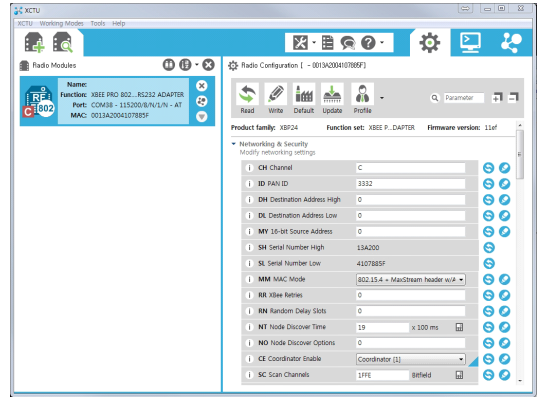 XCTU
XCTU Working Modes Tools Help
Radio Modules
Name:
Function: XBEE PRO 802...RS232 ADAPTER
Port: COM38 - 115200/8/N/1/N - AT
MAC: 0013A2004107885F
RE
C 802
Radio Configuration [ - 0013A2004107885F]
Read Write Default Update Profile
Parameter
Product family: XBP24 Function set: XBEE P...DAPTER Firmware version: 11ef
Networking & Security
Modify networking settings
i CH Channel C
i ID PAN ID 3332
i DH Destination Address High 0
i DL Destination Address Low 0
i MY 16-bit Source Address 0
i SH Serial Number High 13A200
i SL Serial Number Low 4107885F
i MM MAC Mode 802.15.4 + MaxStream header w/A
i RR XBee Retries 0
i RN Random Delay Slots 0
i NT Node Discover Time 19 x 100 ms
i NO Node Discover Options 0
i CE Coordinator Enable Coordinator [1]
i SC Scan Channels 1FFE Bitfield